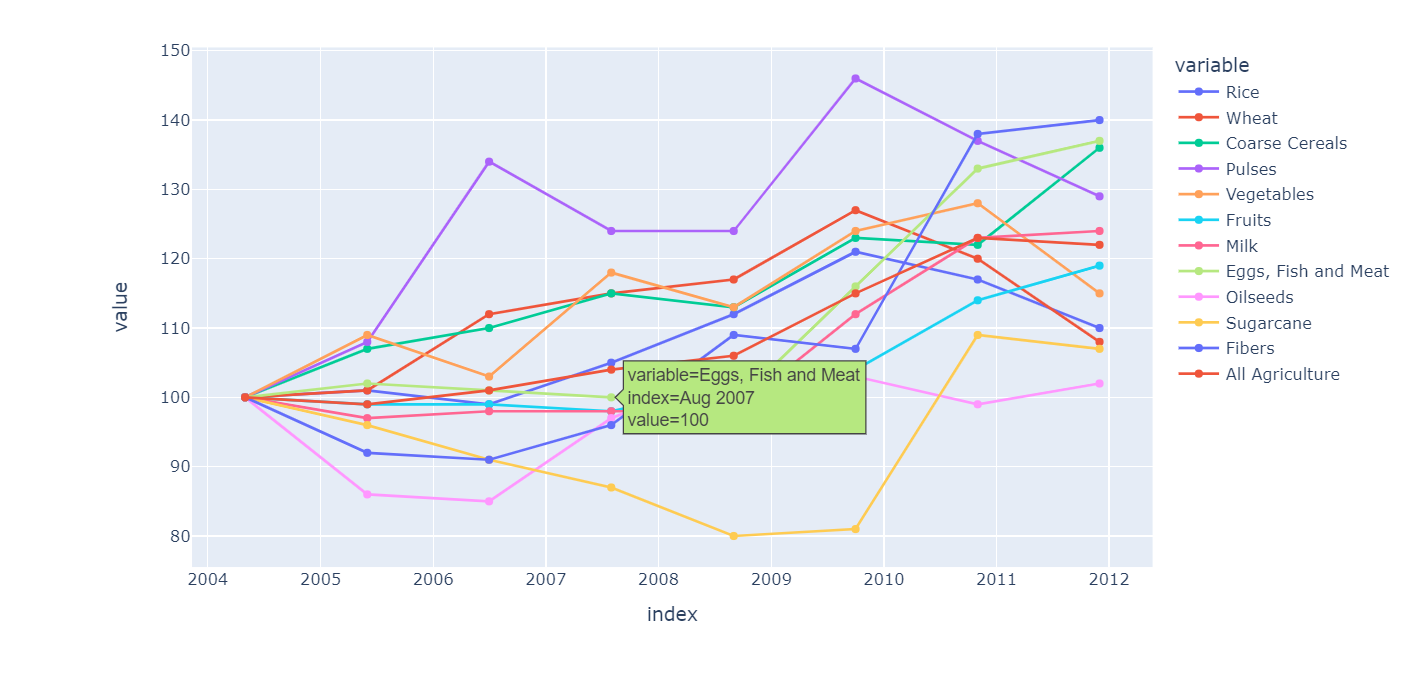 150
140
130
120
110
100
90
80
value
2004 2005 2006 2007 2008 2009 2010 2011 2012
index
variable=Eggs, Fish and Meat
index=Aug 2007
value=100
variable
Rice
Wheat
Coarse Cereals
Pulses
Vegetables
Fruits
Milk
Eggs, Fish and Meat
Oilseeds
Sugarcane
Fibers
All Agriculture